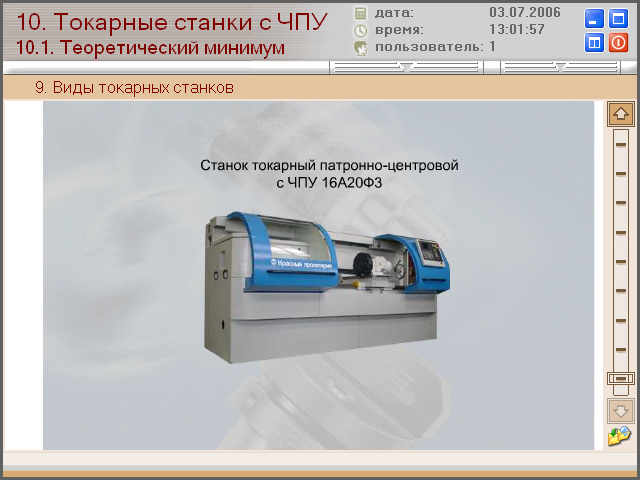 10. Токарные станки с ЧПУ
10.1. Теоретический минимум
дата: 03.07.2006
время: 13:01:57
пользователь: 1
9. Виды токарных станков
Станок токарный патронно-центровой
с ЧПУ 16А20Ф3
Красный пролетарий